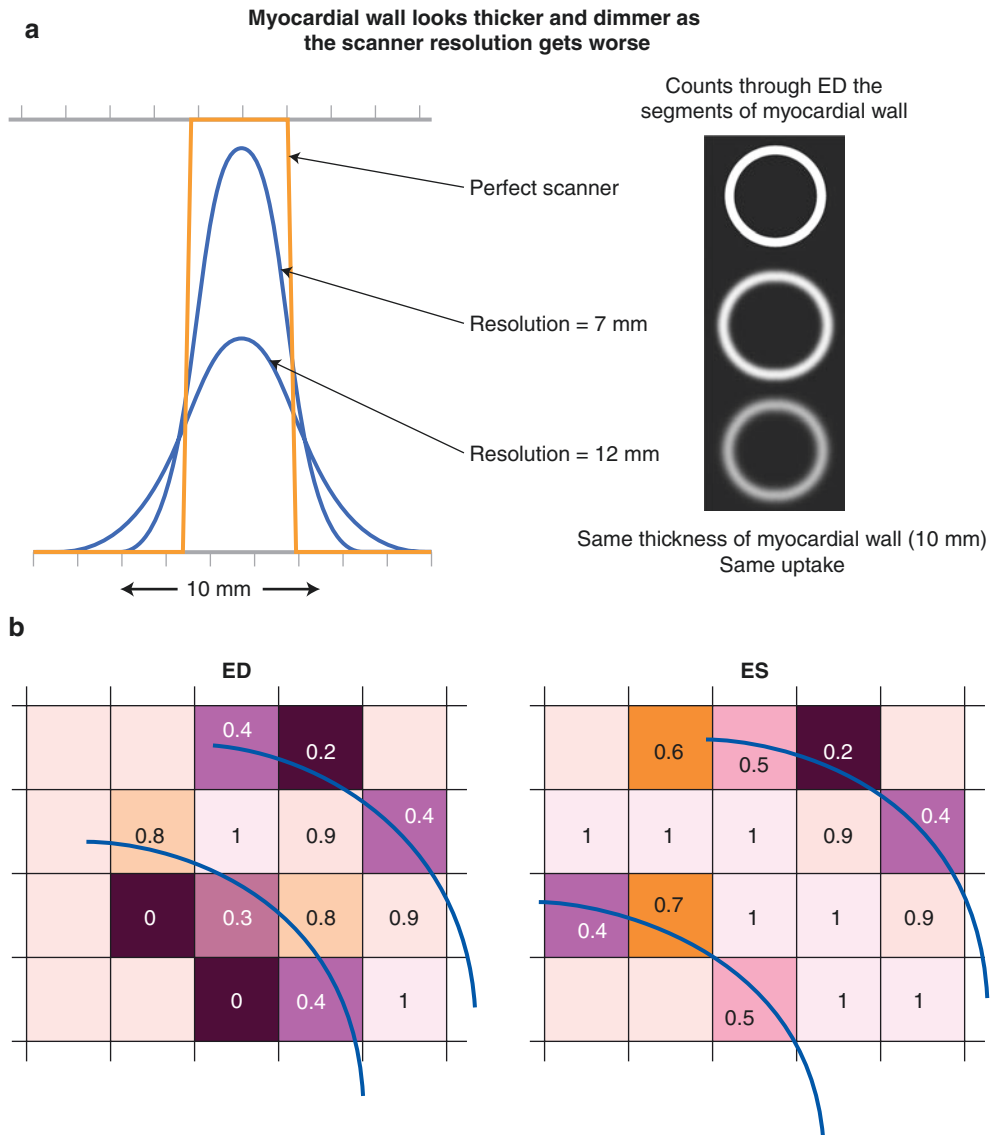 a
Myocardial wall looks thicker and dimmer as
the scanner resolution gets worse
Counts through ED the
segments of myocardial wall
Perfect scanner
Resolution = 7 mm
Resolution = 12 mm
10 mm
Same thickness of myocardial wall (10 mm)
Same uptake
b
ED
0.4 0.2
0.8 1 0.9 0.4
0 0.3 0.8 0.9
0 0.4 1
ES
0.6 0.5 0.2
1 1 1 0.9 0.4
0.4 0.7 1 1 0.9
0.5 1 1